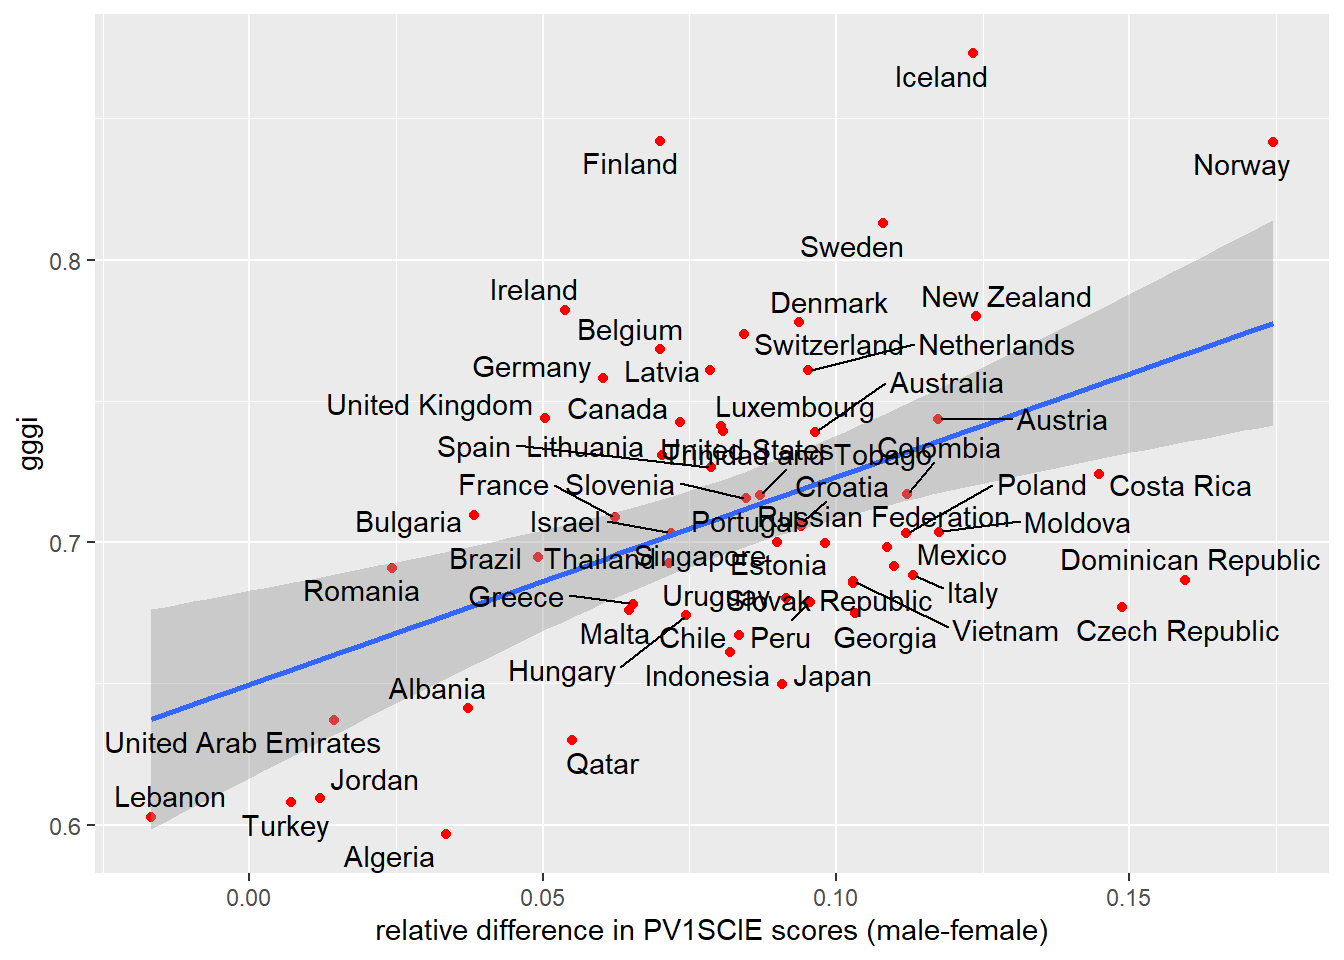 Iceland
Finland
Norway
Sweden
Ireland
Denmark
New Zealand
Belgium
Switzerland
Netherlands
Germany
Latvia
Australia
United Kingdom
Canada
Luxembourg
Austria
Spain
Lithuania
United States
Trinidad and Tobago
Colombia
France
Slovenia
Croatia
Poland
Costa Rica
Bulgaria
Israel
Portugal
Russian Federation
Moldova
Brazil
Thailand
Singapore
Estonia
Mexico
Dominican Republic
Romania
Greece
Uruguay
Slovak Republic
Italy
Malta
Chile
Peru
Georgia
Vietnam
Czech Republic
Hungary
Indonesia
Japan
Albania
United Arab Emirates
Qatar
Jordan
Lebanon
Turkey
Algeria
0.8
0.7
0.6
gggi
0.00
0.05
0.10
0.15
relative difference in PV1SCIE scores (male-female)